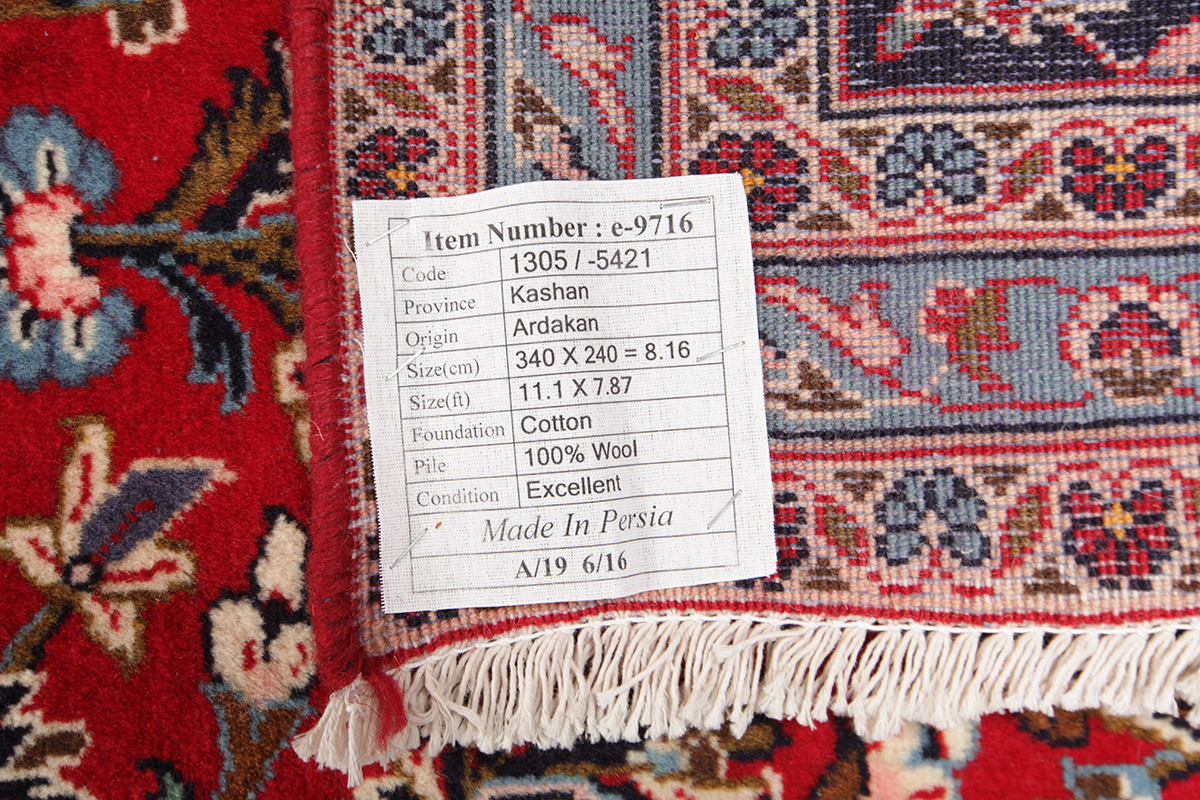 Item Number : e-9716
Code 1305 / -5421
Province Kashan
Origin Ardakan
Size(cm) 340 X 240 = 8.16
Size(ft) 11.1 X 7.87
Foundation Cotton
Pile 100% Wool
Condition Excellent
Made In Persia
A/19 6/16